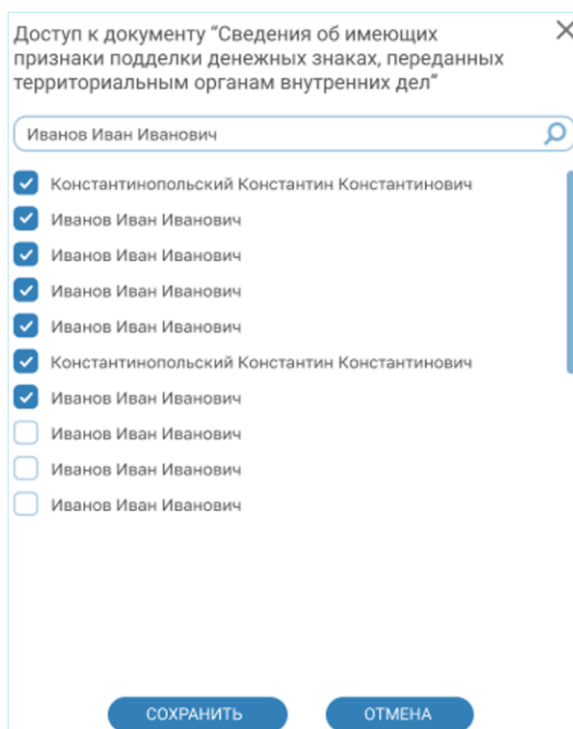 Доступ к документу “Сведения об имеющих
признаки подделки денежных знаках, переданных
территориальным органам внутренних дел”
Иванов Иван Иванович
Константинопольский Константин Константинович
Иванов Иван Иванович
Иванов Иван Иванович
Иванов Иван Иванович
Иванов Иван Иванович
Константинопольский Константин Константинович
Иванов Иван Иванович
Иванов Иван Иванович
Иванов Иван Иванович
Иванов Иван Иванович
СОХРАНИТЬ ОТМЕНА